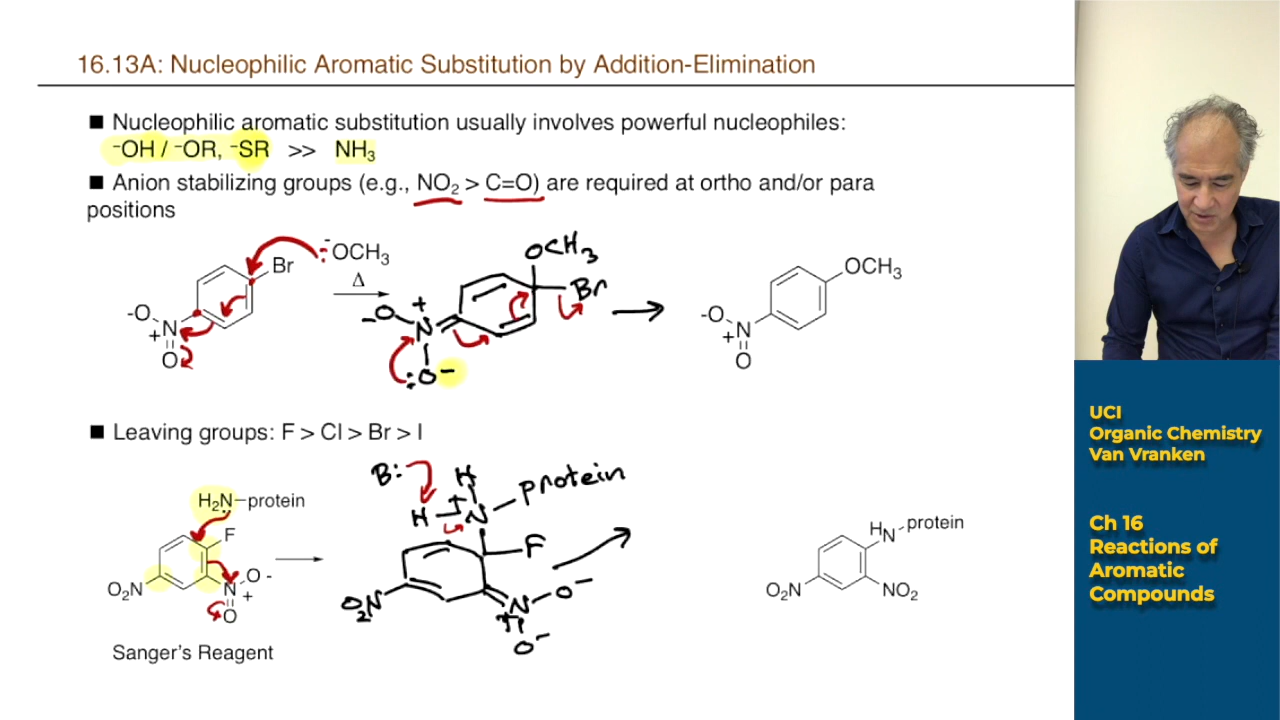 16.13A: Nucleophilic Aromatic Substitution by Addition-Elimination
■ Nucleophilic aromatic substitution usually involves powerful nucleophiles:
⁻OH / ⁻OR, ⁻SR >> NH₃
■ Anion stabilizing groups (e.g., NO₂ > C=O) are required at ortho and/or para
positions
Br
:⁻OCH₃
Δ
-O
N
+
O
OCH₃
Br
+
-O
N
:O-
OCH₃
-O
N
+
O
■ Leaving groups: F > Cl > Br > I
H₂N–protein
F
O₂N
N
O -
+
O
Sanger's Reagent
B:
H
H
N
+
protein
F
O₂N
N
+
O-
O-
HN-protein
O₂N
NO₂
UCI
Organic Chemistry
Van Vranken
Ch 16
Reactions of
Aromatic
Compounds